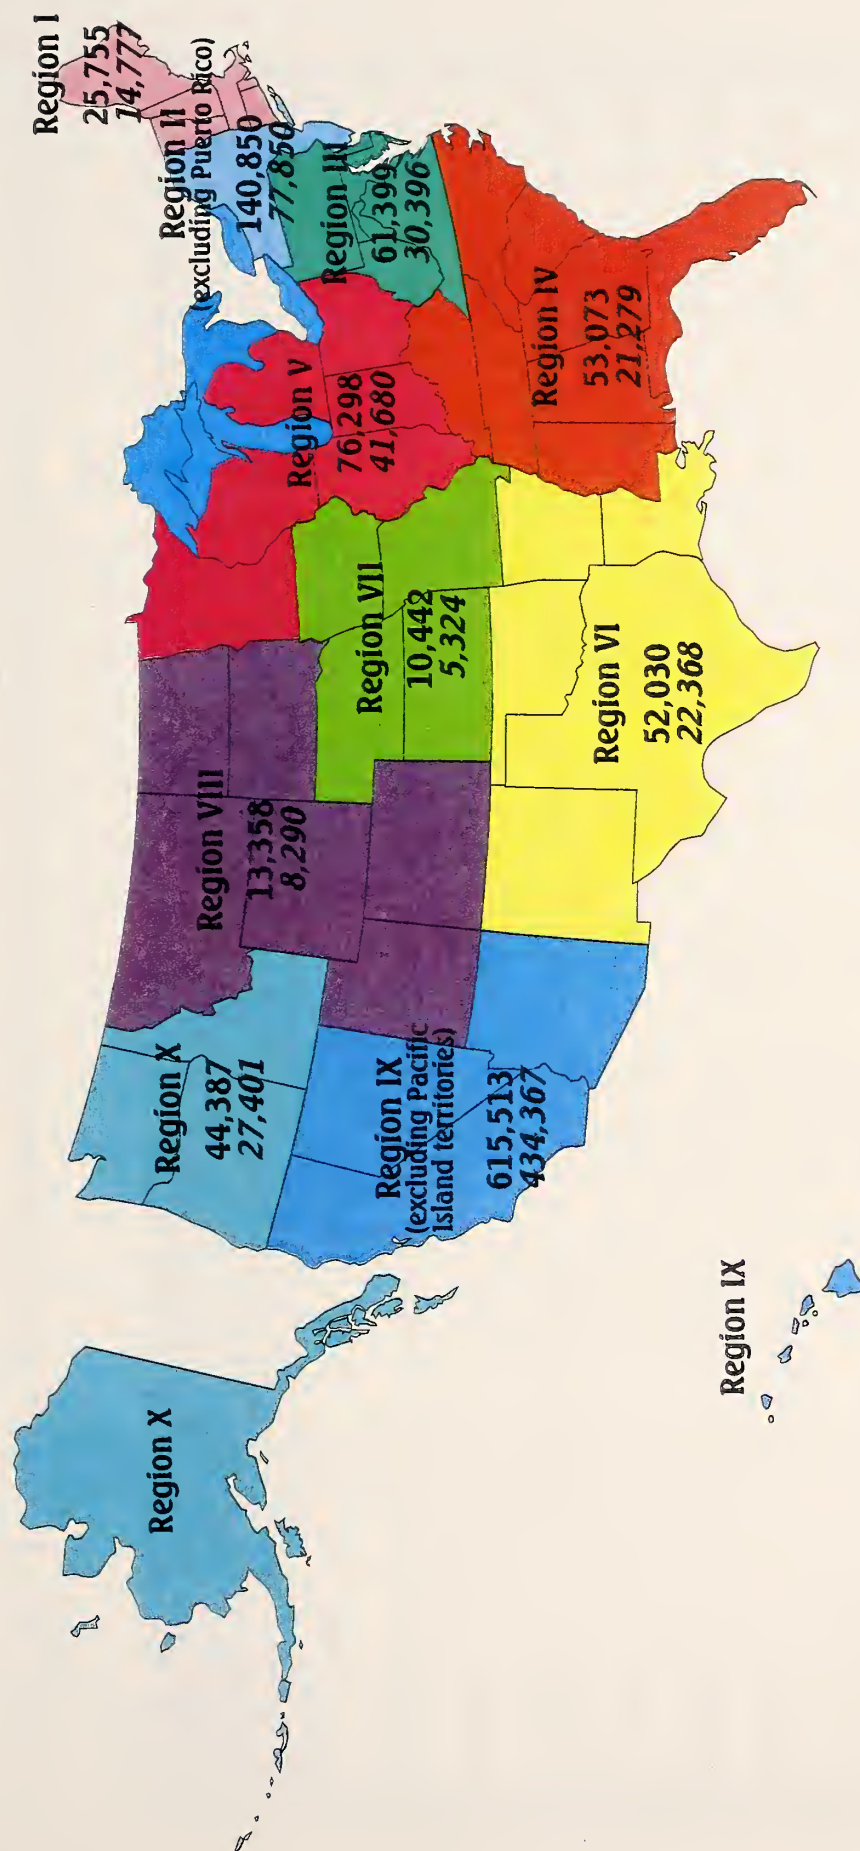 Region X
Region IX
Region X
44,387
27,401
Region IX
(excluding Pacific
Island territories)
615,513
434,367
Region VIII
13,358
8,290
Region VII
10,442
5,324
Region VI
52,030
22,368
Region V
76,298
41,680
Region IV
53,073
21,279
Region III
61,399
30,396
Region II
(excluding Puerto Rico)
140,850
77,850
Region I
25,755
14,777